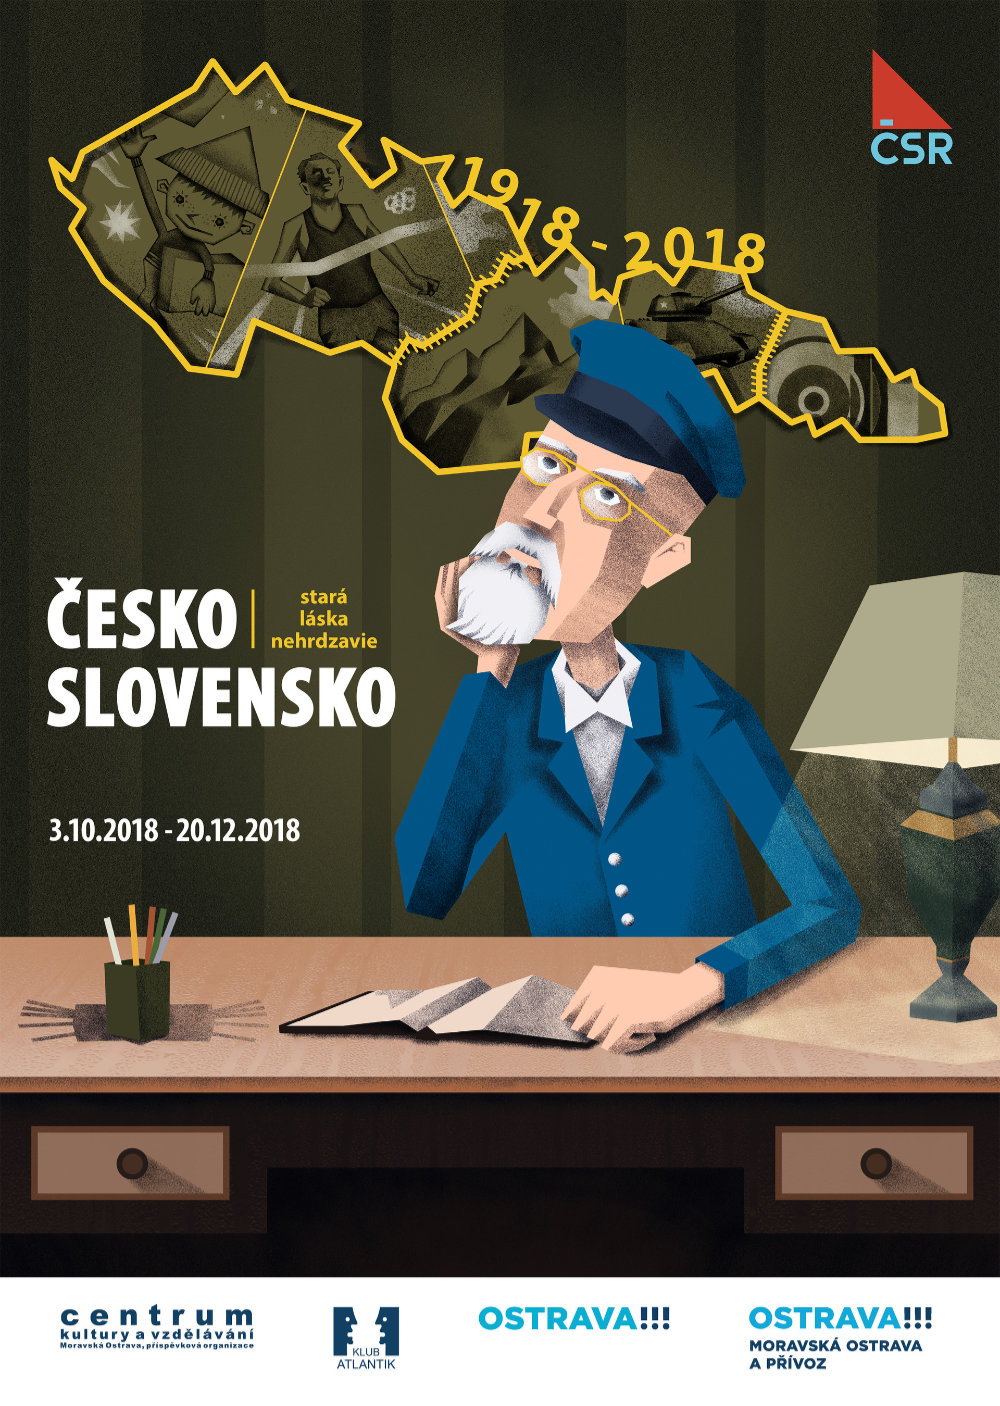 1918 - 2018
ČSR
ČESKO
SLOVENSKO
stará
láska
nehrdzavie
3.10.2018 - 20.12.2018
centrum
kultury a vzdělávání
Moravská Ostrava, příspěvková organizace
KLUB
ATLANTIK
OSTRAVA!!!
OSTRAVA!!!
MORAVSKÁ OSTRAVA
A PŘÍVOZ